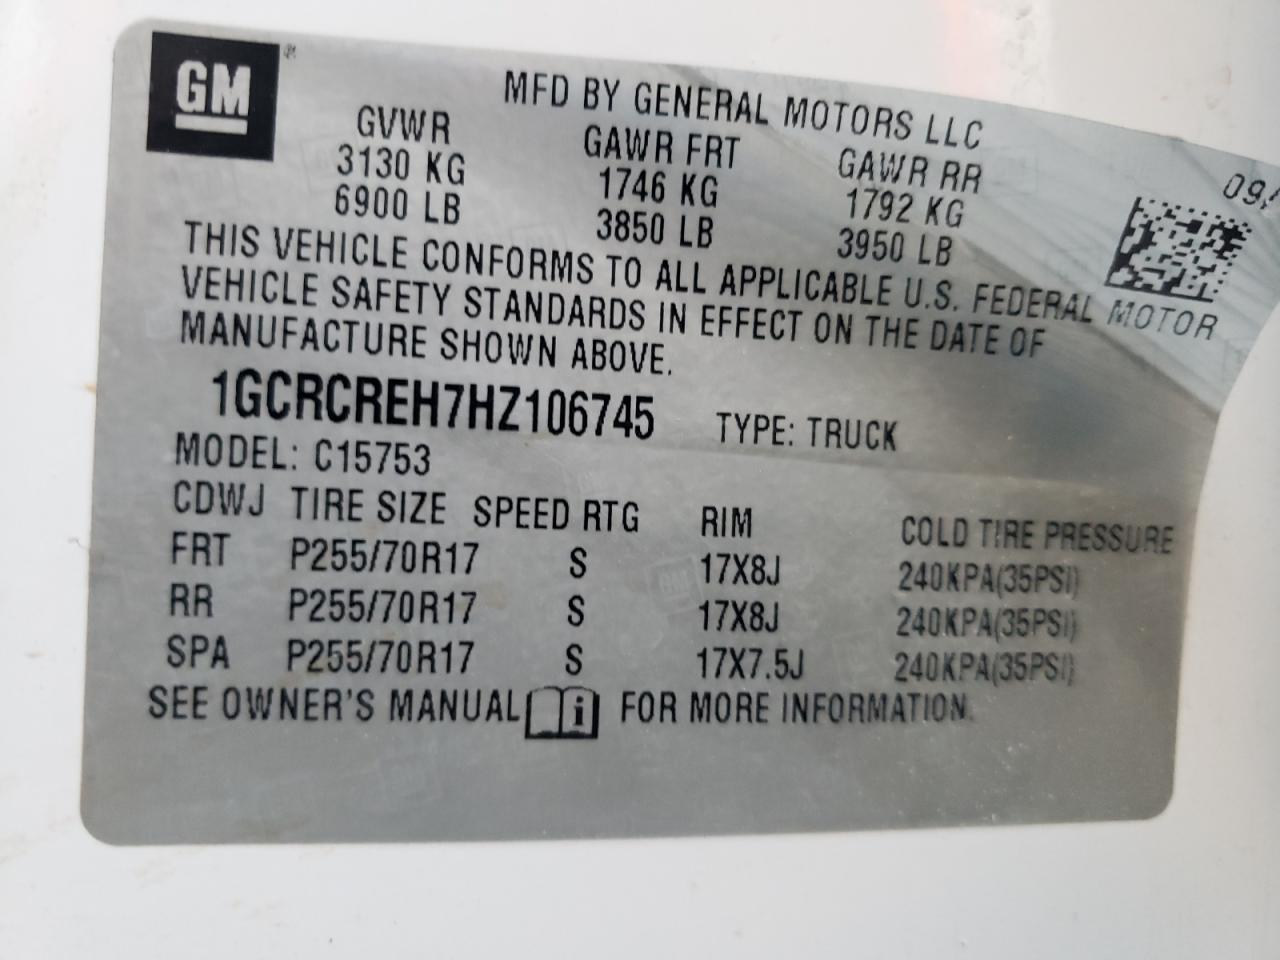 GM ®
MFD BY GENERAL MOTORS LLC
GVWR GAWR FRT GAWR RR
3130 KG 1746 KG 1792 KG
6900 LB 3850 LB 3950 LB
THIS VEHICLE CONFORMS TO ALL APPLICABLE U.S. FEDERAL MOTOR
VEHICLE SAFETY STANDARDS IN EFFECT ON THE DATE OF
MANUFACTURE SHOWN ABOVE.
1GCRCREH7HZ106745 TYPE: TRUCK
MODEL: C15753
CDWJ TIRE SIZE SPEED RTG RIM COLD TIRE PRESSURE
FRT P255/70R17 S 17X8J 240KPA(35PSI)
RR P255/70R17 S 17X8J 240KPA(35PSI)
SPA P255/70R17 S 17X7.5J 240KPA(35PSI)
SEE OWNER'S MANUAL i FOR MORE INFORMATION.